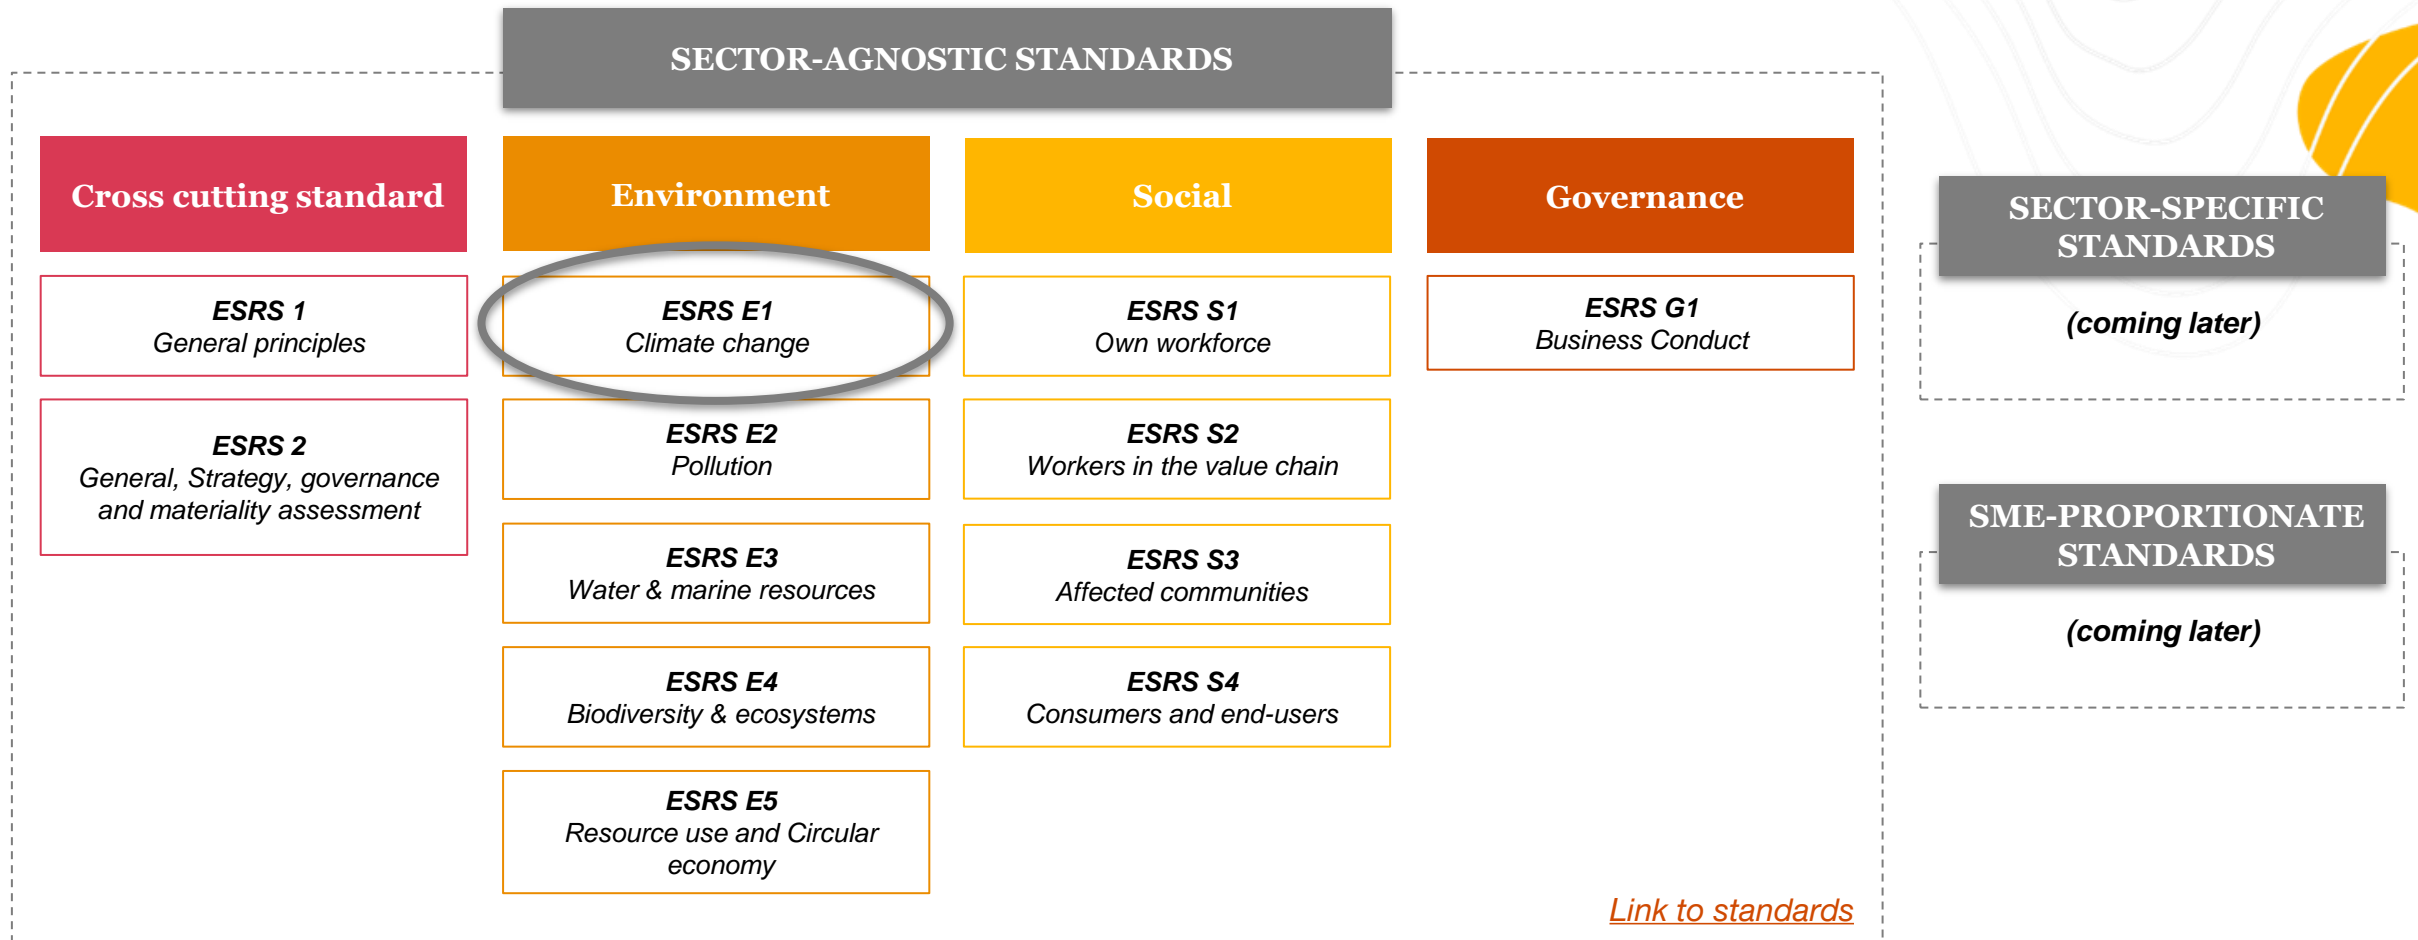 SECTOR-AGNOSTIC STANDARDS
Cross cutting standard
ESRS 1
General principles
ESRS 2
General, Strategy, governance
and materiality assessment
Environment
ESRS E1
Climate change
ESRS E2
Pollution
ESRS E3
Water & marine resources
ESRS E4
Biodiversity & ecosystems
ESRS E5
Resource use and Circular
economy
Social
ESRS S1
Own workforce
ESRS S2
Workers in the value chain
ESRS S3
Affected communities
ESRS S4
Consumers and end-users
Governance
ESRS G1
Business Conduct
Link to standards
SECTOR-SPECIFIC
STANDARDS
(coming later)
SME-PROPORTIONATE
STANDARDS
(coming later)